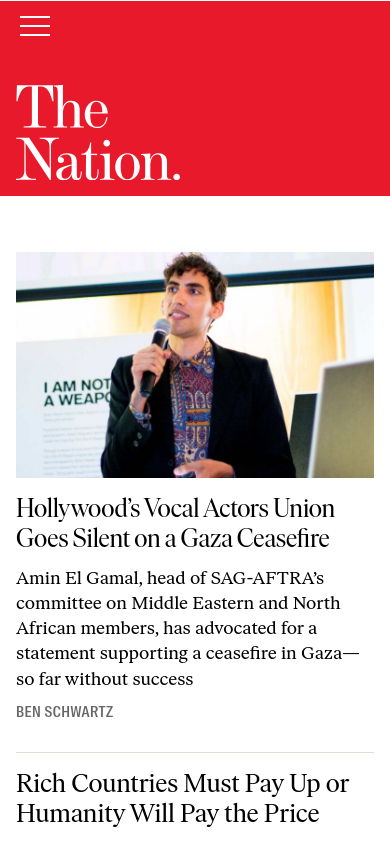 The
Nation.
I AM NOT
A WEAPO
Hollywood’s Vocal Actors Union
Goes Silent on a Gaza Ceasefire
Amin El Gamal, head of SAG-AFTRA’s
committee on Middle Eastern and North
African members, has advocated for a
statement supporting a ceasefire in Gaza—
so far without success
BEN SCHWARTZ
Rich Countries Must Pay Up or
Humanity Will Pay the Price